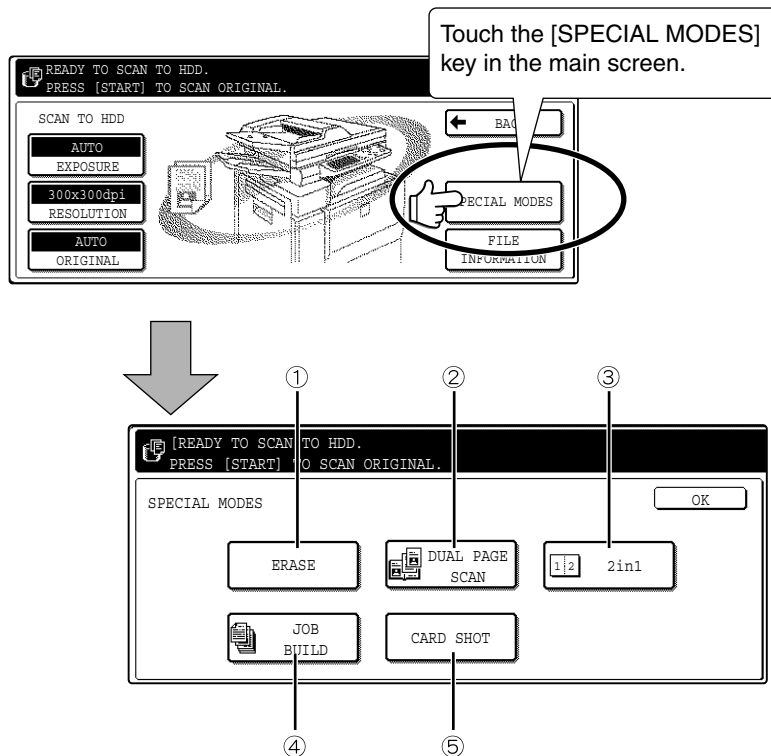 Touch the [SPECIAL MODES]
key in the main screen.
READY TO SCAN TO HDD.
PRESS [START] TO SCAN ORIGINAL.
SCAN TO HDD
AUTO
EXPOSURE
300x300dpi
RESOLUTION
AUTO
ORIGINAL
BA
PECIAL MODES
FILE
INFORMATION
① ② ③
[READY TO SCAN TO HDD.
PRESS [START] TO SCAN ORIGINAL.
SPECIAL MODES
OK
ERASE
DUAL PAGE
SCAN
1 2 2in1
JOB
BUILD
CARD SHOT
④ ⑤